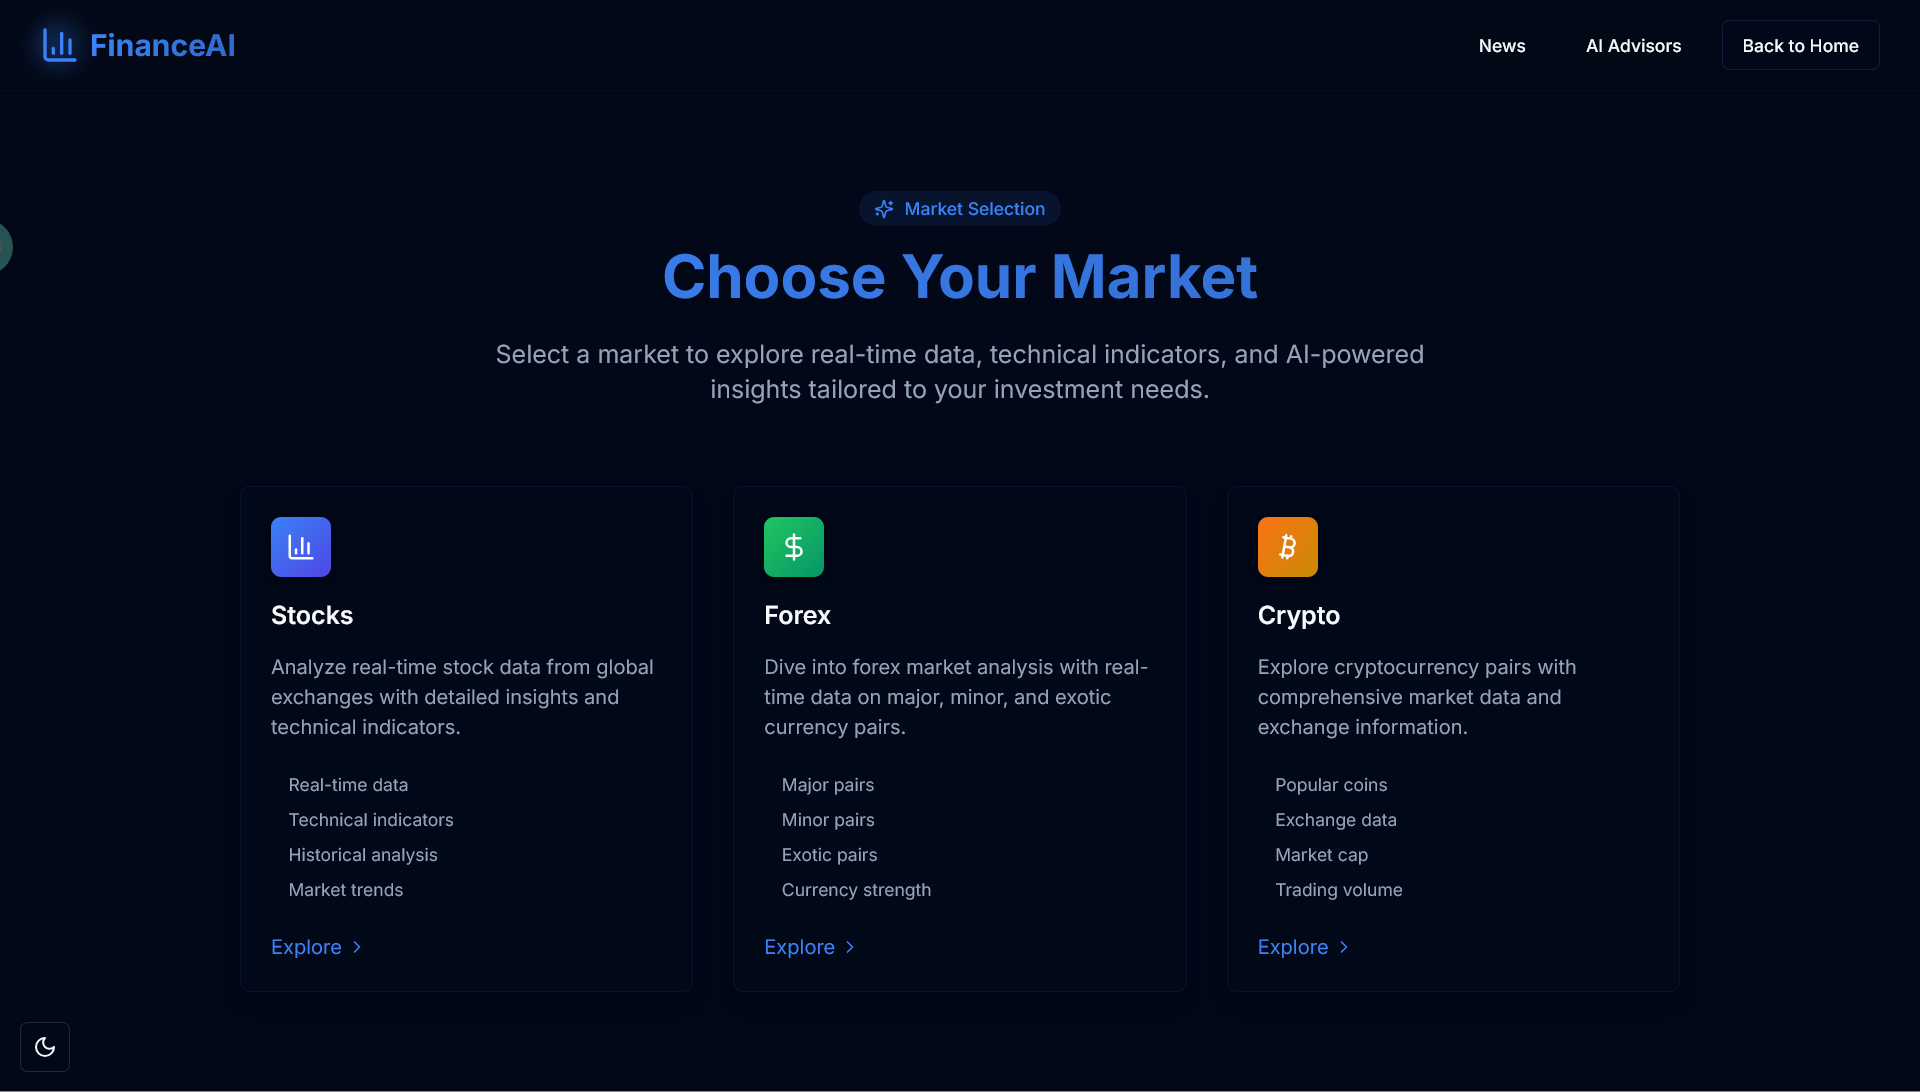 FinanceAI
News
AI Advisors
Back to Home
Market Selection
Choose Your Market
Select a market to explore real-time data, technical indicators, and AI-powered
insights tailored to your investment needs.
Stocks
Analyze real-time stock data from global
exchanges with detailed insights and
technical indicators.
Real-time data
Technical indicators
Historical analysis
Market trends
Explore
Forex
Dive into forex market analysis with real-
time data on major, minor, and exotic
currency pairs.
Major pairs
Minor pairs
Exotic pairs
Currency strength
Explore
Crypto
Explore cryptocurrency pairs with
comprehensive market data and
exchange information.
Popular coins
Exchange data
Market cap
Trading volume
Explore